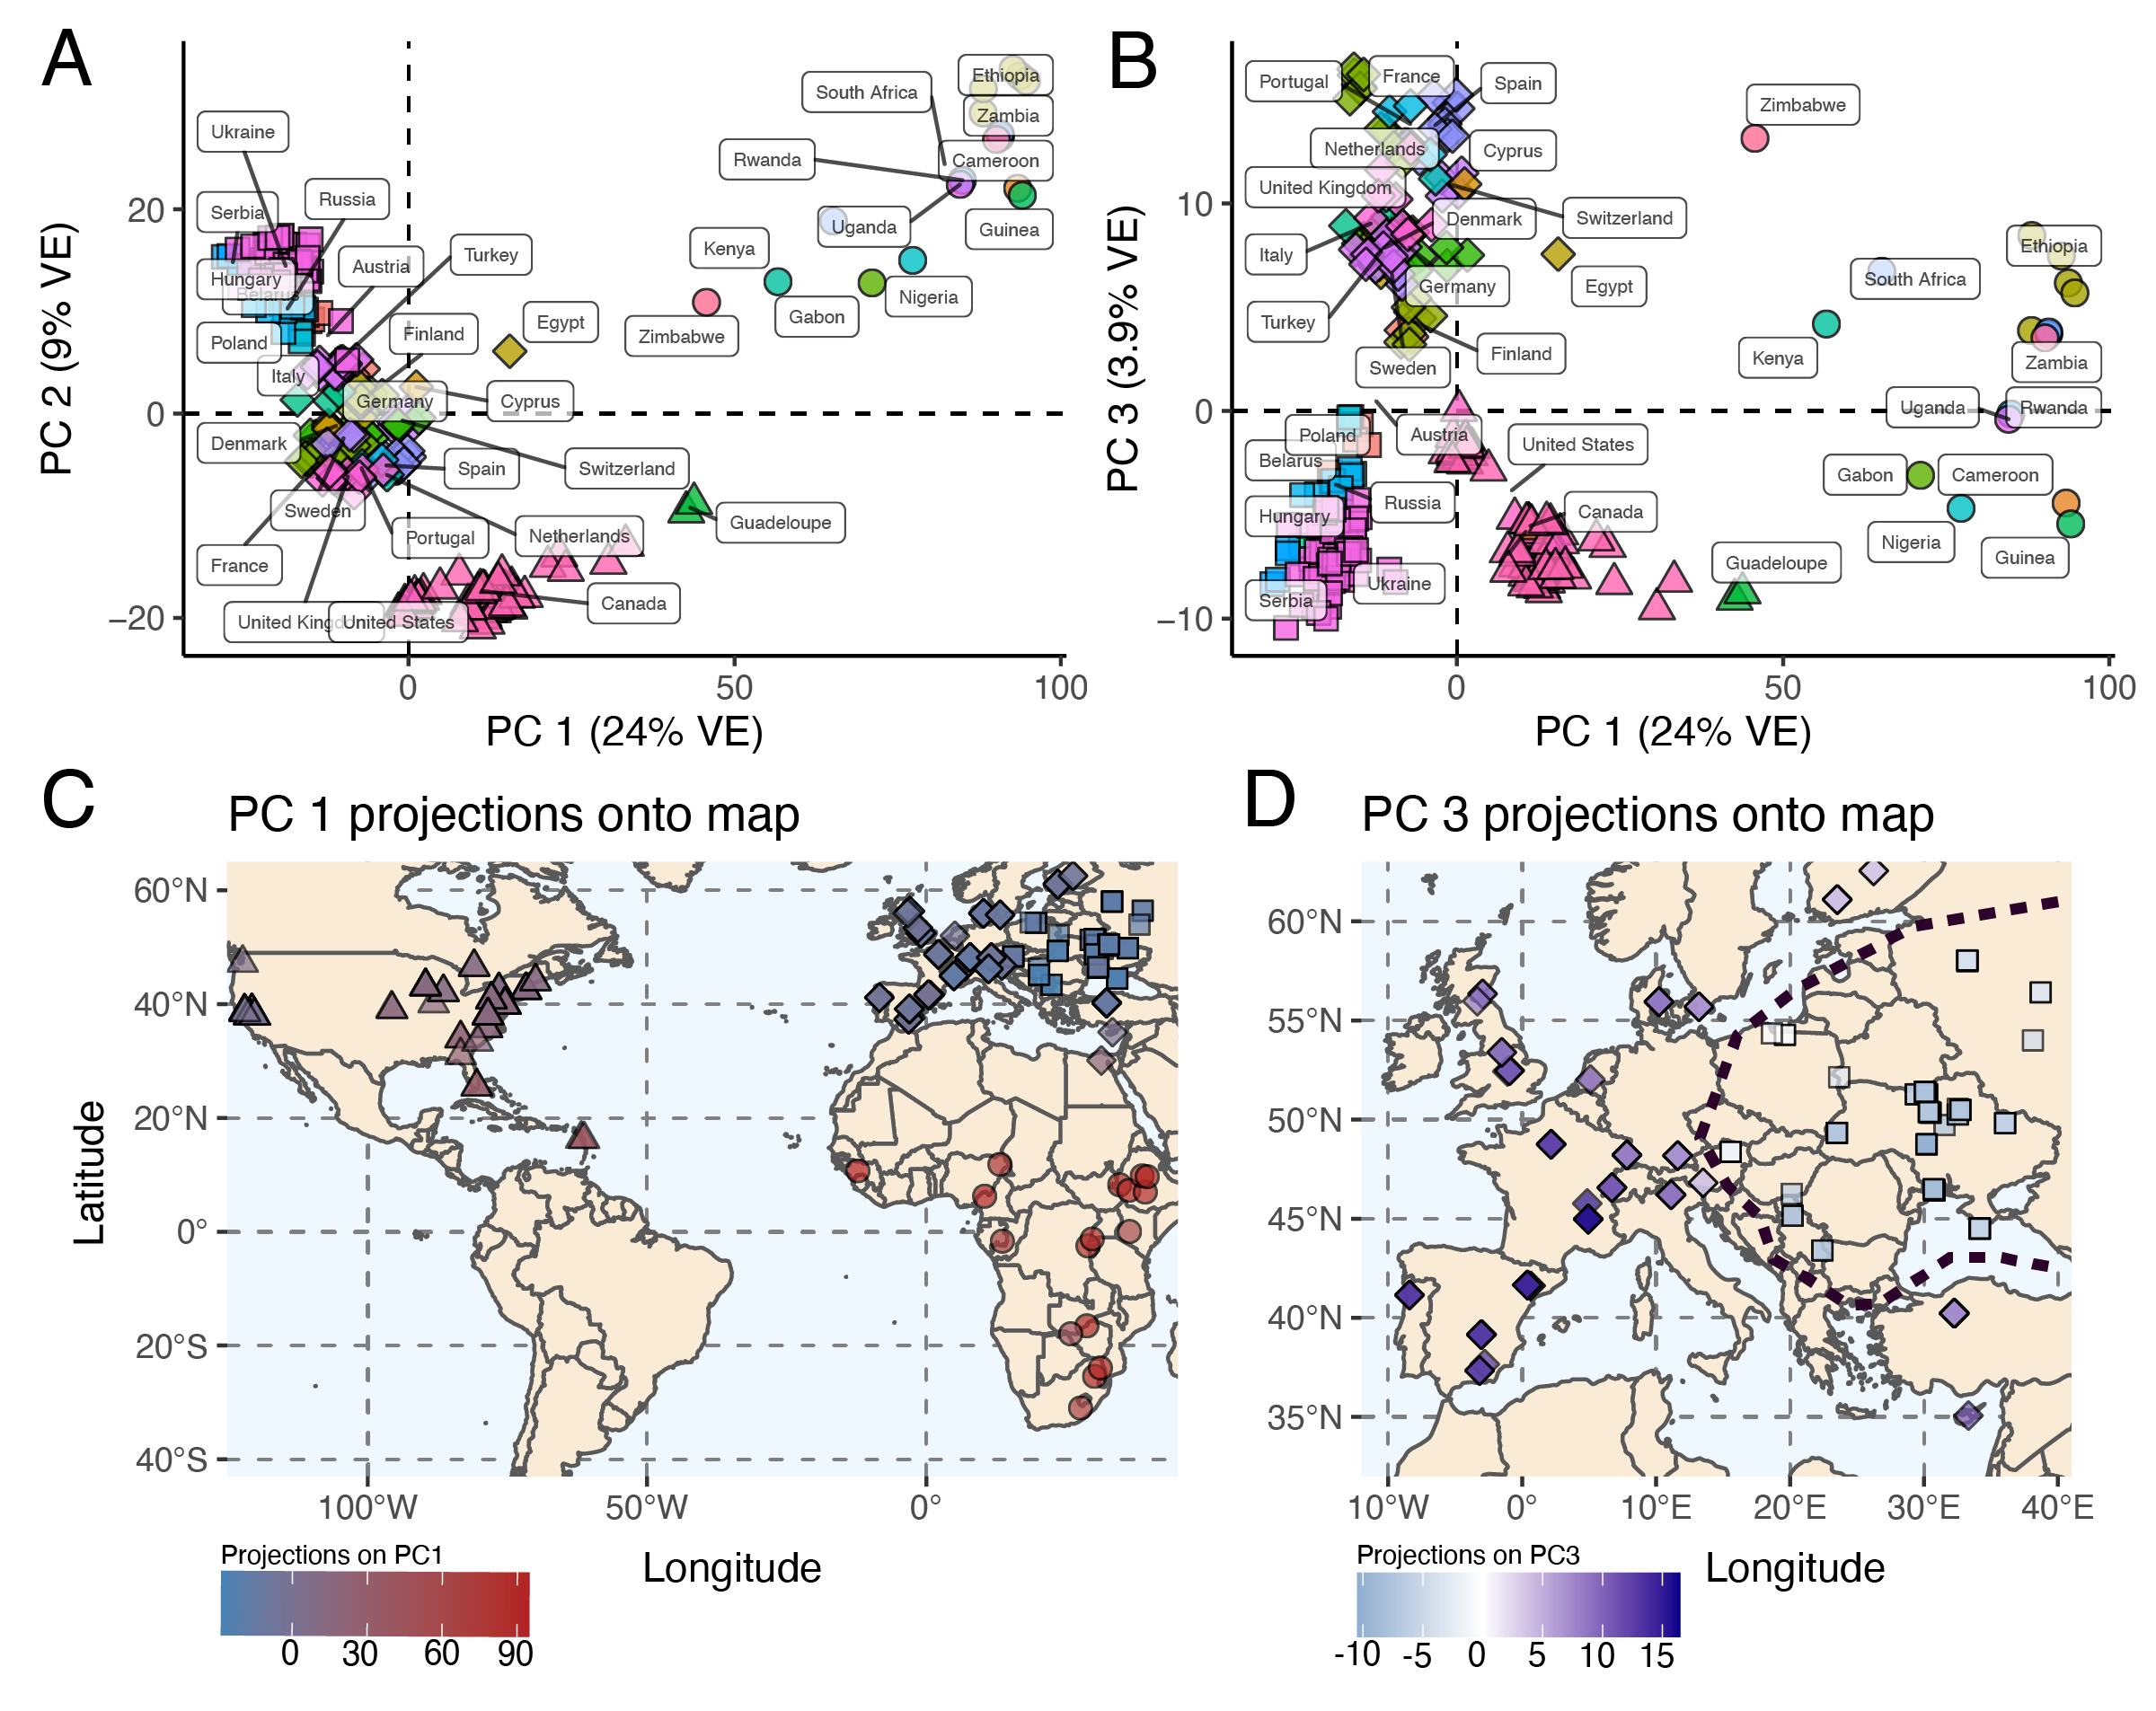 A
PC 2 (9% VE)
20
0
−20
Ukraine
Serbia
Russia
Hungary
Belarus
Austria
Turkey
Poland
Finland
Italy
Germany
Cyprus
Egypt
Denmark
Spain
Switzerland
Sweden
Portugal
Netherlands
France
United Kingdom
United States
Canada
Guadeloupe
South Africa
Ethiopia
Zambia
Rwanda
Cameroon
Uganda
Guinea
Kenya
Nigeria
Gabon
Zimbabwe
0
50
100
PC 1 (24% VE)
B
PC 3 (3.9% VE)
10
0
−10
Portugal
France
Spain
Zimbabwe
Netherlands
Cyprus
United Kingdom
Denmark
Switzerland
Italy
Germany
Egypt
South Africa
Ethiopia
Turkey
Sweden
Finland
Kenya
Zambia
Uganda
Rwanda
Poland
Austria
United States
Belarus
Russia
Gabon
Cameroon
Hungary
Canada
Nigeria
Guinea
Ukraine
Guadeloupe
Serbia
0
50
100
PC 1 (24% VE)
C
PC 1 projections onto map
Latitude
60°N
40°N
20°N
0°
20°S
40°S
100°W
50°W
0°
Longitude
Projections on PC1
0
30
60
90
D
PC 3 projections onto map
60°N
55°N
50°N
45°N
40°N
35°N
10°W
0°
10°E
20°E
30°E
40°E
Longitude
Projections on PC3
-10
-5
0
5
10
15